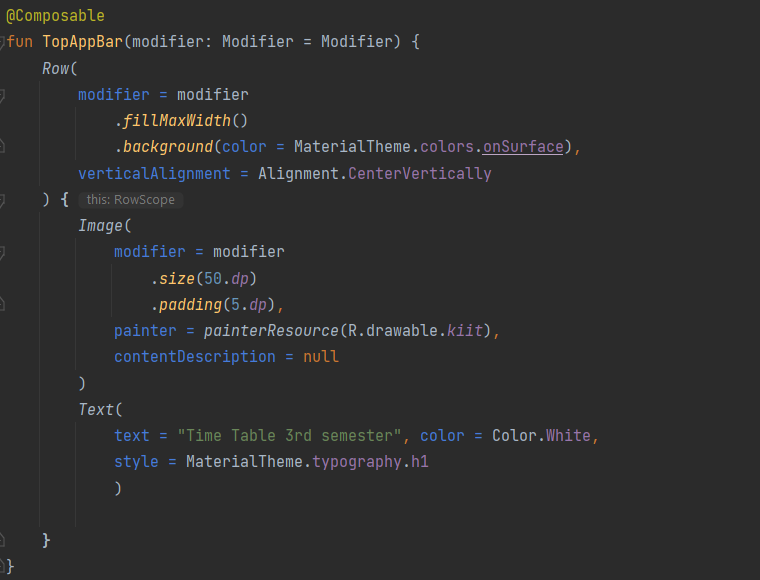 @Composable
fun TopAppBar(modifier: Modifier = Modifier) {
    Row(
        modifier = modifier
            .fillMaxWidth()
            .background(color = MaterialTheme.colors.onSurface),
        verticalAlignment = Alignment.CenterVertically
    ) { this: RowScope
        Image(
            modifier = modifier
                .size(50.dp)
                .padding(5.dp),
            painter = painterResource(R.drawable.kiit),
            contentDescription = null
        )
        Text(
            text = "Time Table 3rd semester", color = Color.White,
            style = MaterialTheme.typography.h1
            )
    }
}